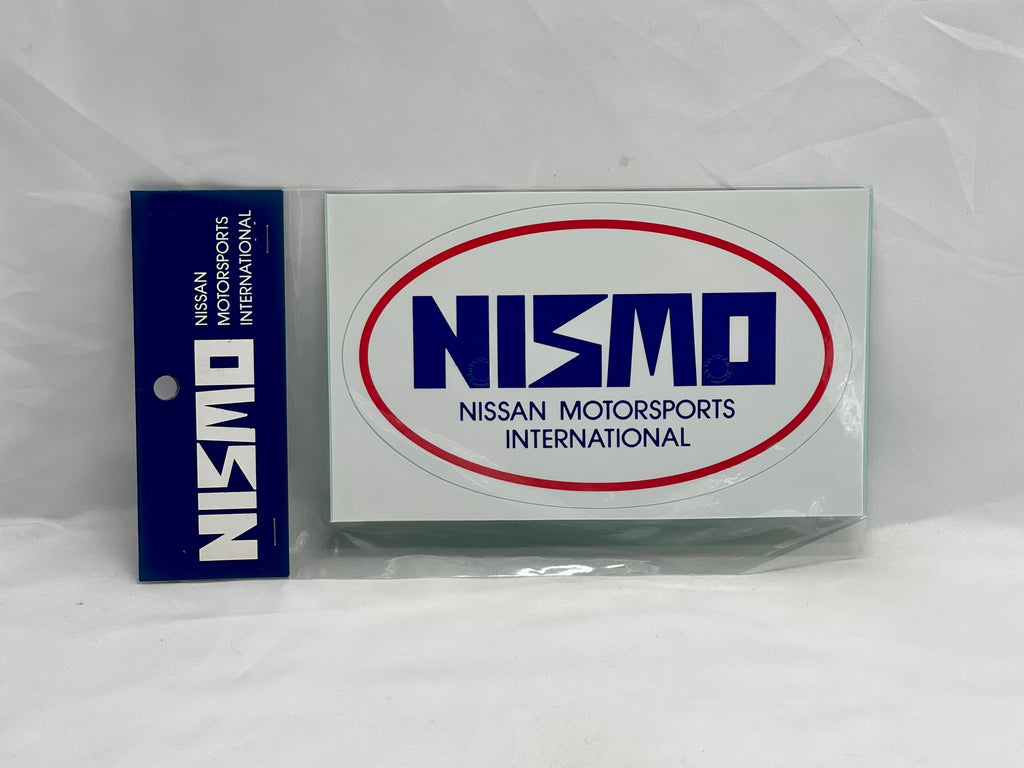 NISMO
NISSAN
MOTORSPORTS
INTERNATIONAL
NISMO
NISSAN MOTORSPORTS
INTERNATIONAL